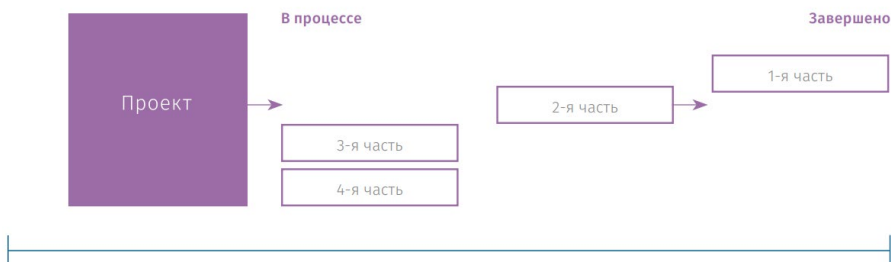 В процессе
Завершено
Проект
1-я часть
2-я часть
3-я часть
4-я часть